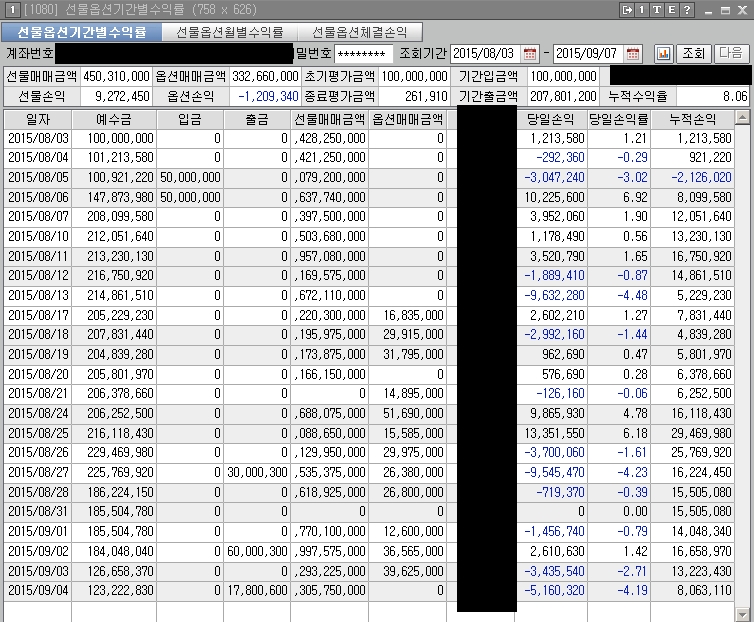 1 [1080] 선물옵션기간별수익률 (758 x 626) 1 T E ?
선물옵션기간별수익률 선물옵션월별수익률 선물옵션체결손익
계좌번호 밀번호 ******** 조회기간 2015/08/03 - 2015/09/07 조회 다음
선물매매금액 450,310,000 옵션매매금액 332,660,000 초기평가금액 100,000,000 기간입금액 100,000,000
선물손익 9,272,450 옵션손익 -1,209,340 종료평가금액 261,910 기간출금액 207,801,200 누적수익률 8.06
일자 예수금 입금 출금 선물매매금액 옵션매매금액 당일손익 당일손익률 누적손익
2015/08/03 100,000,000 0 0 ,428,250,000 0 1,213,580 1.21 1,213,580
2015/08/04 101,213,580 0 0 ,421,250,000 0 -292,360 -0.29 921,220
2015/08/05 100,921,220 50,000,000 0 ,079,200,000 0 -3,047,240 -3.02 -2,126,020
2015/08/06 147,873,980 50,000,000 0 ,637,740,000 0 10,225,600 6.92 8,099,580
2015/08/07 208,099,580 0 0 ,397,500,000 0 3,952,060 1.90 12,051,640
2015/08/10 212,051,640 0 0 ,503,680,000 0 1,178,490 0.56 13,230,130
2015/08/11 213,230,130 0 0 ,957,080,000 0 3,520,790 1.65 16,750,920
2015/08/12 216,750,920 0 0 ,169,575,000 0 -1,889,410 -0.87 14,861,510
2015/08/13 214,861,510 0 0 ,672,110,000 0 -9,632,280 -4.48 5,229,230
2015/08/17 205,229,230 0 0 ,220,300,000 16,835,000 2,602,210 1.27 7,831,440
2015/08/18 207,831,440 0 0 ,195,975,000 29,915,000 -2,992,160 -1.44 4,839,280
2015/08/19 204,839,280 0 0 ,173,875,000 31,795,000 962,690 0.47 5,801,970
2015/08/20 205,801,970 0 0 ,166,150,000 0 576,690 0.28 6,378,660
2015/08/21 206,378,660 0 0 0 14,895,000 -126,160 -0.06 6,252,500
2015/08/24 206,252,500 0 0 ,688,075,000 51,690,000 9,865,930 4.78 16,118,430
2015/08/25 216,118,430 0 0 ,088,650,000 15,585,000 13,351,550 6.18 29,469,980
2015/08/26 229,469,980 0 0 ,129,950,000 29,975,000 -3,700,060 -1.61 25,769,920
2015/08/27 225,769,920 0 30,000,300 ,535,375,000 26,380,000 -9,545,470 -4.23 16,224,450
2015/08/28 186,224,150 0 0 ,618,925,000 26,800,000 -719,370 -0.39 15,505,080
2015/08/31 185,504,780 0 0 0 0 0 0.00 15,505,080
2015/09/01 185,504,780 0 0 ,770,100,000 12,600,000 -1,456,740 -0.79 14,048,340
2015/09/02 184,048,040 0 60,000,300 ,997,575,000 36,565,000 2,610,630 1.42 16,658,970
2015/09/03 126,658,370 0 0 ,293,225,000 39,625,000 -3,435,540 -2.71 13,223,430
2015/09/04 123,222,830 0 17,800,600 ,305,750,000 0 -5,160,320 -4.19 8,063,110